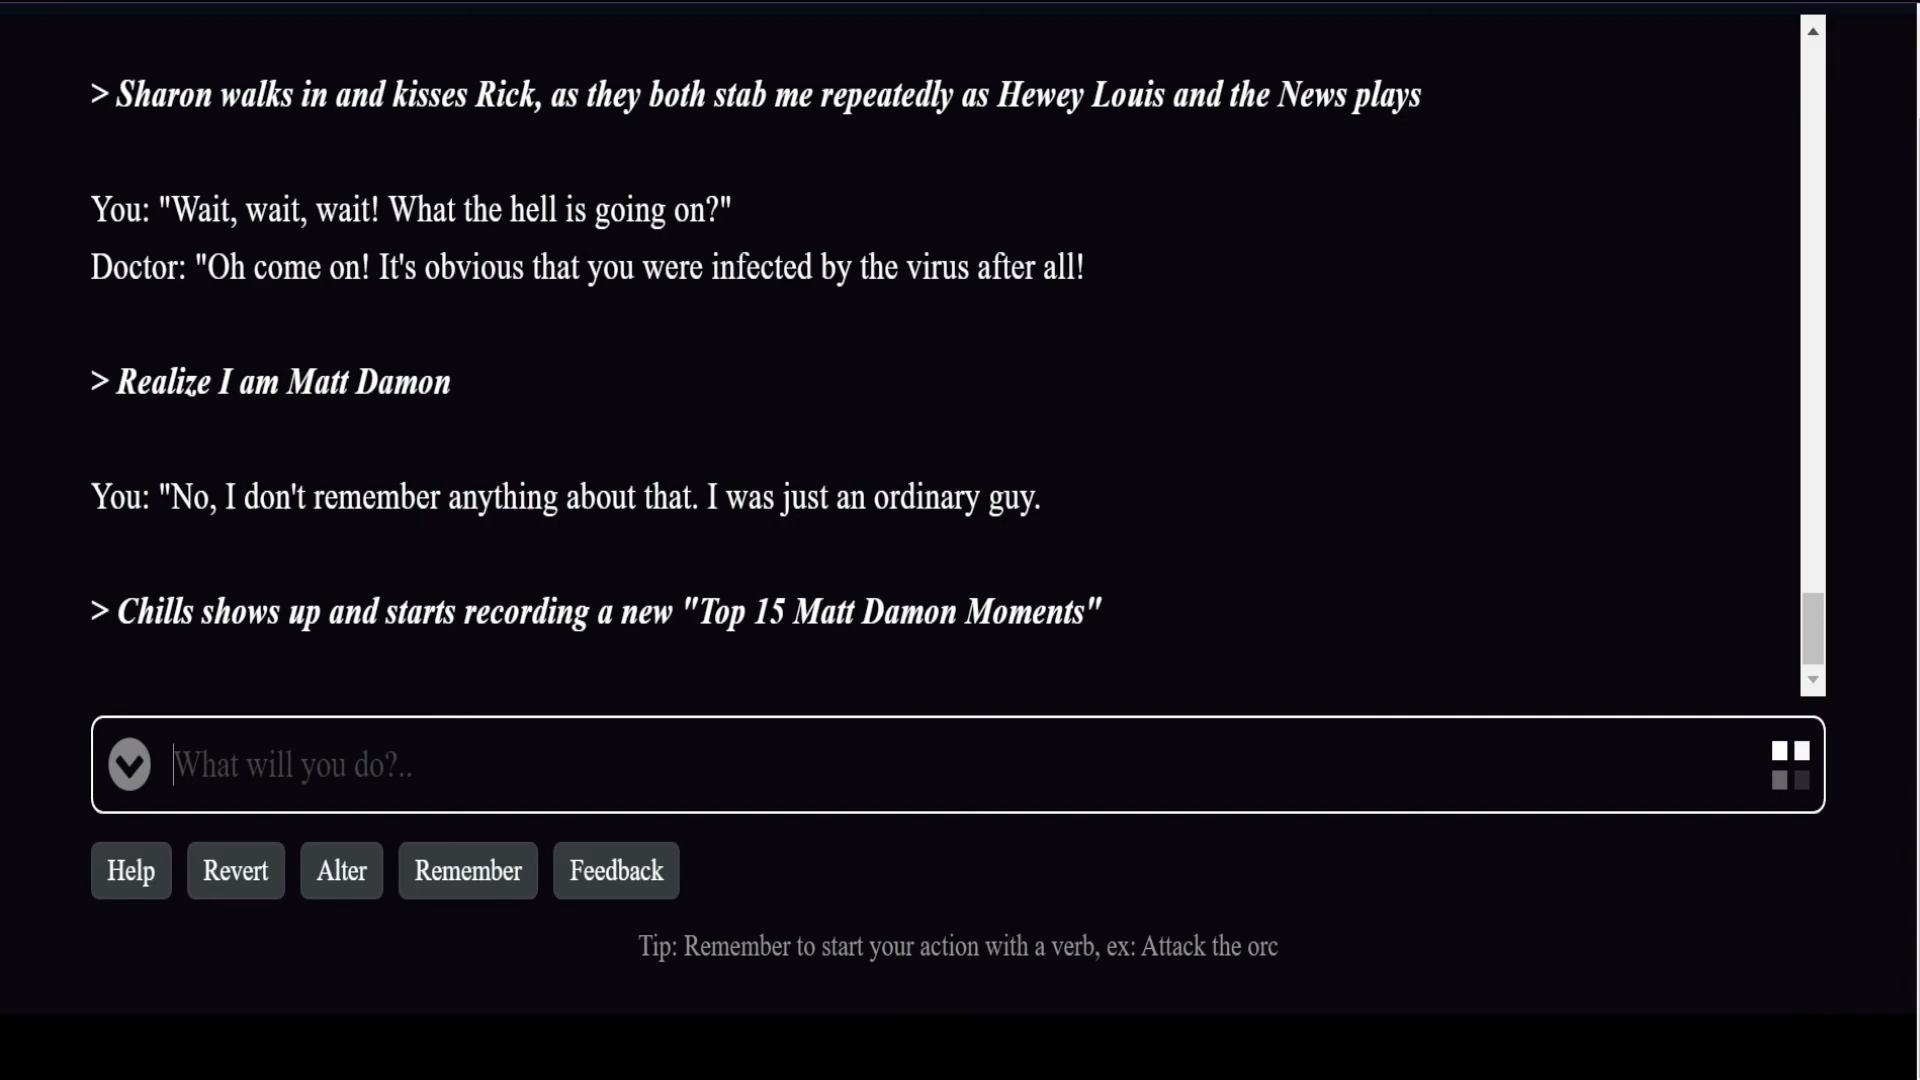 > Sharon walks in and kisses Rick, as they both stab me repeatedly as Hewey Louis and the News plays
You: "Wait, wait, wait! What the hell is going on?"
Doctor: "Oh come on! It's obvious that you were infected by the virus after all!
> Realize I am Matt Damon
You: "No, I don't remember anything about that. I was just an ordinary guy.
> Chills shows up and starts recording a new "Top 15 Matt Damon Moments"
What will you do?..
Help Revert Alter Remember Feedback
Tip: Remember to start your action with a verb, ex: Attack the orc